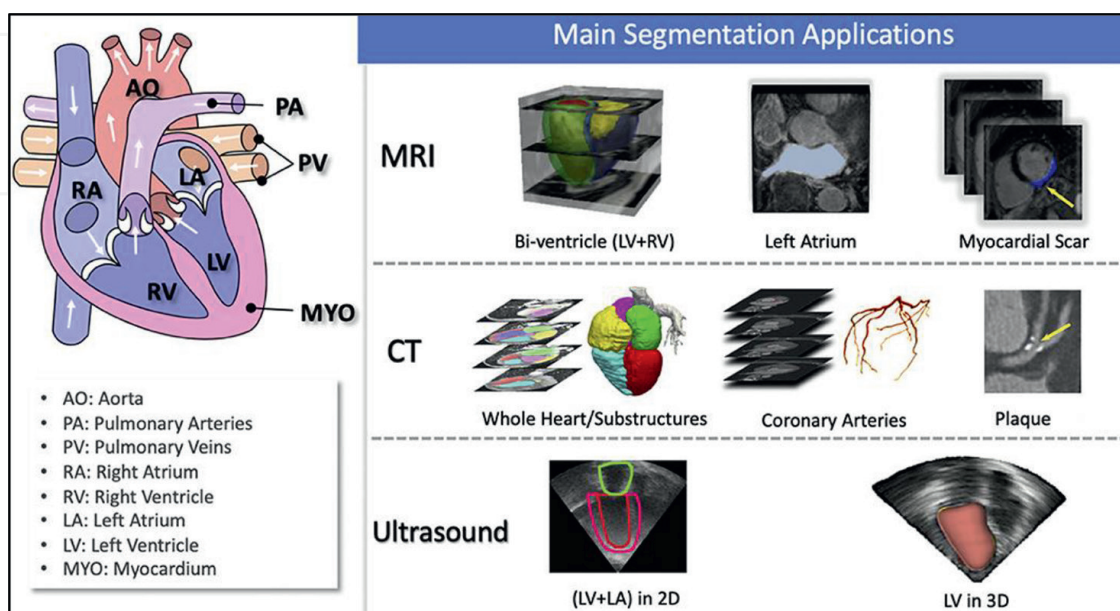 AO
PA
PV
LA
RA
LV
RV
MYO
• AO: Aorta
• PA: Pulmonary Arteries
• PV: Pulmonary Veins
• RA: Right Atrium
• RV: Right Ventricle
• LA: Left Atrium
• LV: Left Ventricle
• MYO: Myocardium
Main Segmentation Applications
MRI
Bi-ventricle (LV+RV)
Left Atrium
Myocardial Scar
CT
Whole Heart/Substructures
Coronary Arteries
Plaque
Ultrasound
(LV+LA) in 2D
LV in 3D